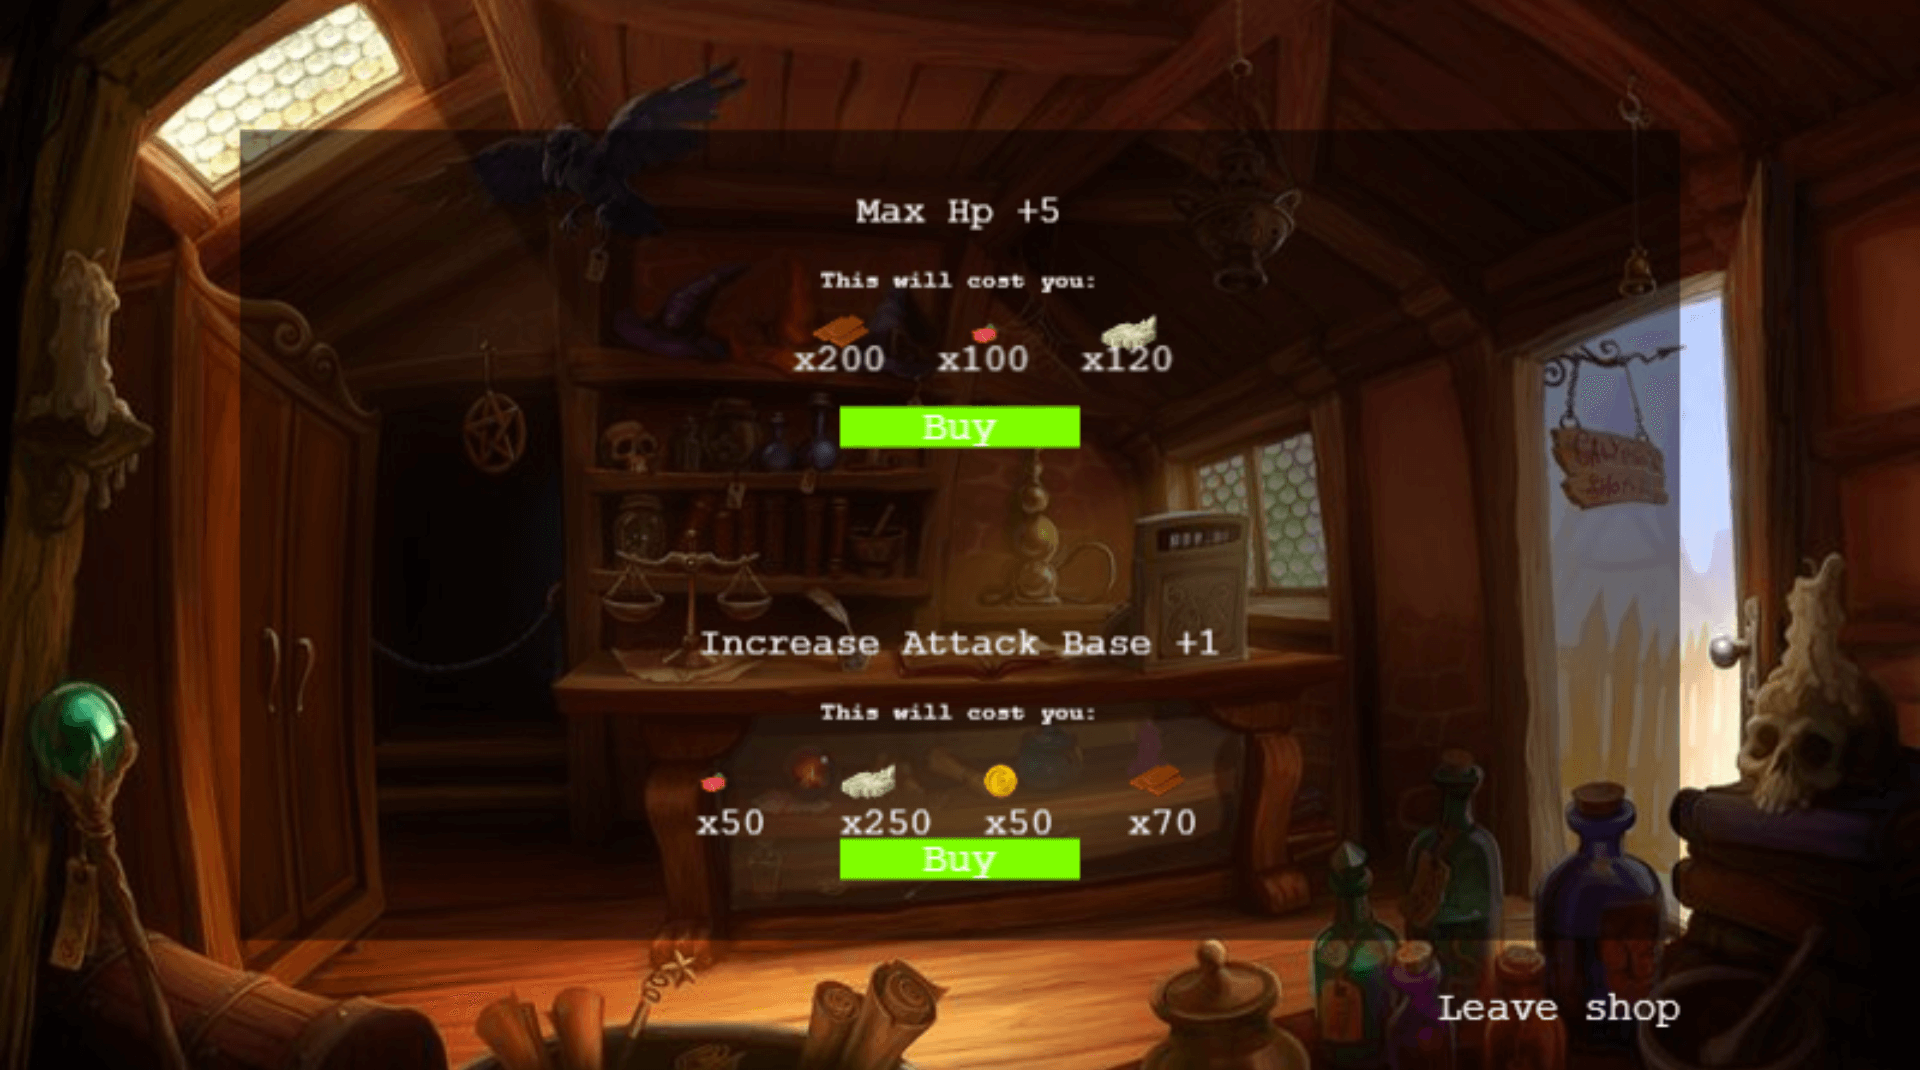 Max Hp +5
This will cost you:
x200 x100 x120
Buy
Increase Attack Base +1
This will cost you:
x50 x250 x50 x70
Buy
Leave shop